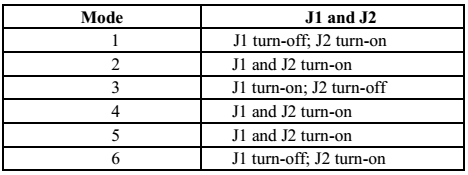 Mode J1 and J2
1 J1 turn-off; J2 turn-on
2 J1 and J2 turn-on
3 J1 turn-on; J2 turn-off
4 J1 and J2 turn-on
5 J1 and J2 turn-on
6 J1 turn-off; J2 turn-on